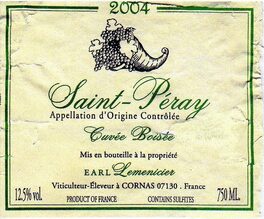 2004
Saint-Péray
Appellation d'Origine Contrôlée
Cuvée Boisée
Mis en bouteille à la propriété
EARL Lemenicier
Viticulteur-Éleveur à CORNAS 07130 . France
12.5% vol. PRODUCT OF FRANCE CONTAINS SULFITES 750 ML.